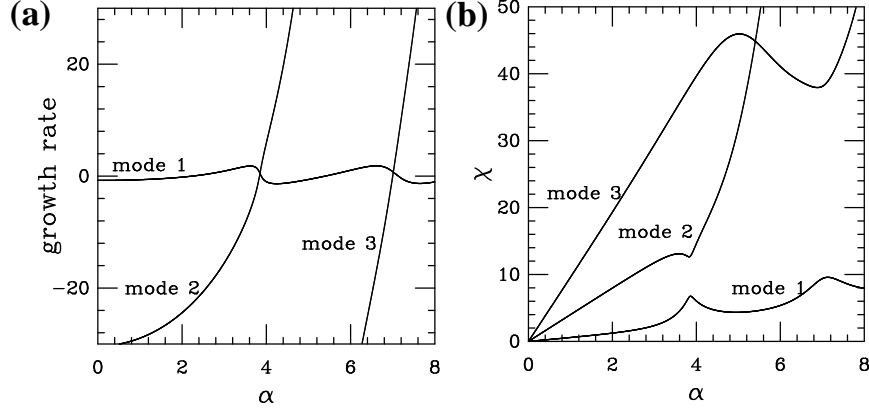 (a)
growth rate
20
0
−20
mode 1
mode 2
mode 3
0 2 4 6 8
α
(b)
χ
50
40
30
20
10
0
mode 3
mode 2
mode 1
0 2 4 6 8
α